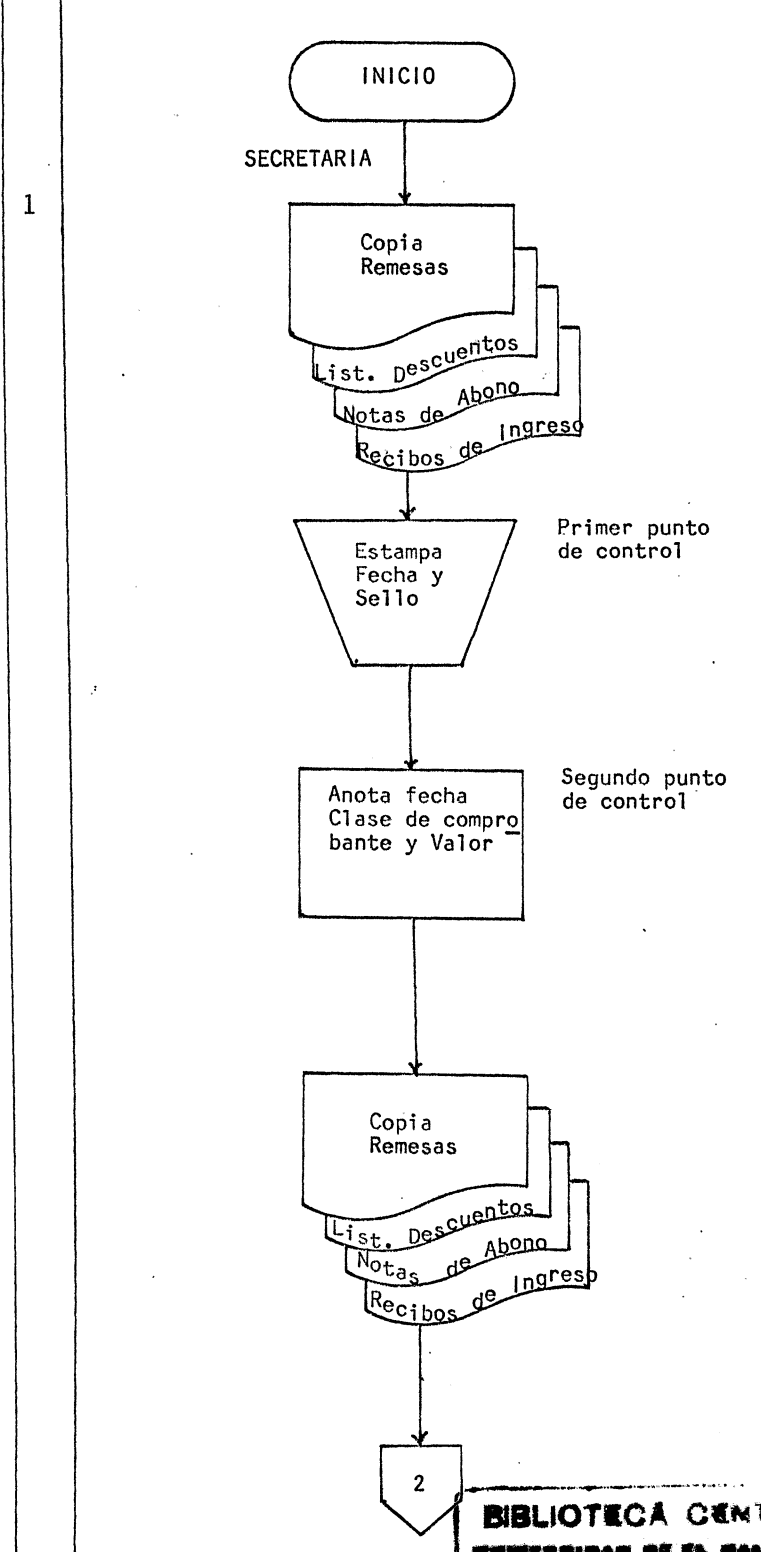 INICIO
SECRETARIA
1
Copia
Remesas
List. Descuentos
Notas de Abono
Recibos de Ingreso
Estampa
Fecha y
Sello
Primer punto
de control
Anota fecha
Clase de compro
bante y Valor
Segundo punto
de control
Copia
Remesas
List. Descuentos
Notas de Abono
Recibos de Ingreso
2
BIBLIOTECA